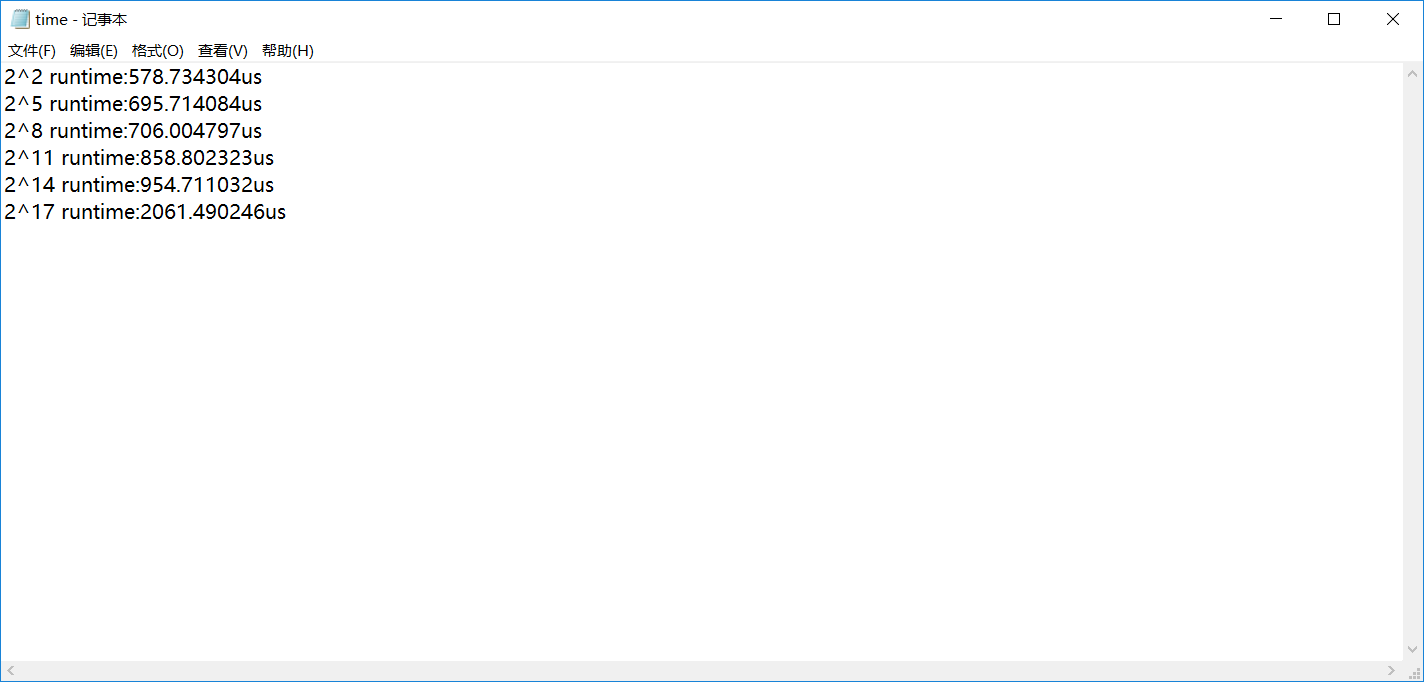 time - 记事本
文件(F) 编辑(E) 格式(O) 查看(V) 帮助(H)
2^2 runtime:578.734304us
2^5 runtime:695.714084us
2^8 runtime:706.004797us
2^11 runtime:858.802323us
2^14 runtime:954.711032us
2^17 runtime:2061.490246us